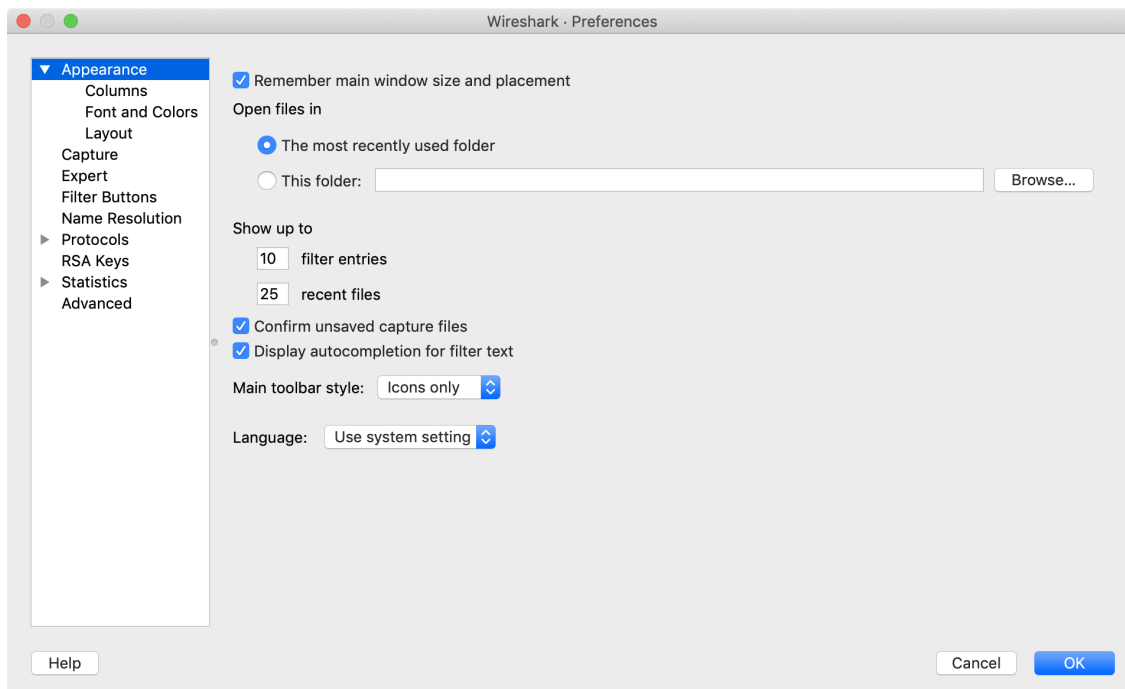 Wireshark · Preferences
Appearance
Columns
Font and Colors
Layout
Capture
Expert
Filter Buttons
Name Resolution
Protocols
RSA Keys
Statistics
Advanced
Remember main window size and placement
Open files in
The most recently used folder
This folder:
Browse...
Show up to
10 filter entries
25 recent files
Confirm unsaved capture files
Display autocompletion for filter text
Main toolbar style: Icons only
Language: Use system setting
Help
Cancel
OK